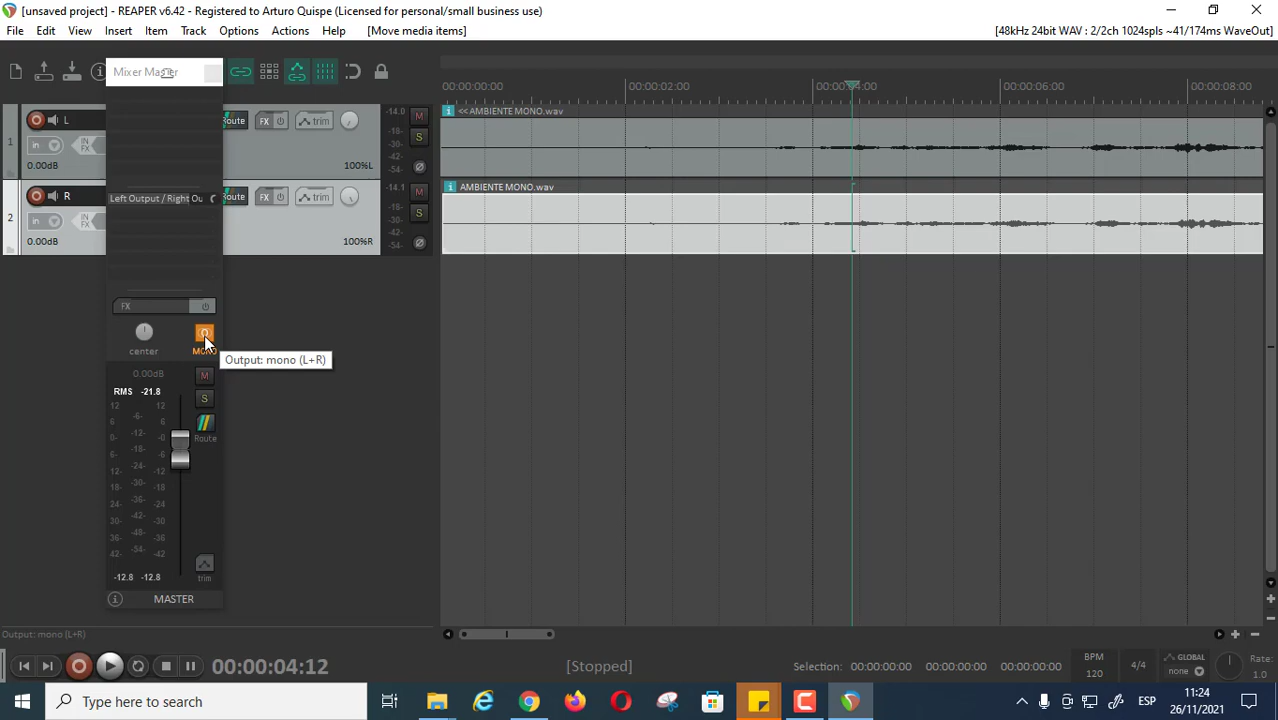 [unsaved project] - REAPER v6.42 - Registered to Arturo Quispe (Licensed for personal/small business use)
File Edit View Insert Item Track Options Actions Help [Move media items]
[48kHz 24bit WAV : 2/2ch 1024spls ~41/174ms WaveOut]
Mixer Master
00:00:00:00 00:00:02:00 00:00:04:00 00:00:06:00 00:00:08:00
1 L Route FX trim -14.0 M
<< AMBIENTE MONO.wav
in IN FX -18- S
-30-
-42-
0.00dB 100%L -54-
2 R Route FX trim -14.1 M
AMBIENTE MONO.wav
Left Output / Right Ou
in -18- S
-30-
-42-
0.00dB 100%R -54-
FX
center MONO
Output: mono (L+R)
0.00dB M
RMS -21.8
S
12 12
6 -6- 6
0- -12- -0
6- -18- -6
12- -24- -12
18- -30- -18
24- -36- -24
30- -42- -30
36- -48- -36
42- -54- -42
Route
trim
-12.8 -12.8
MASTER
Output: mono (L+R)
00:00:04:12 [Stopped] Selection: 00:00:00:00 00:00:00:00 00:00:00:00
BPM 120 4/4 GLOBAL none Rate: 1.0
Type here to search
ESP 11:24
26/11/2021